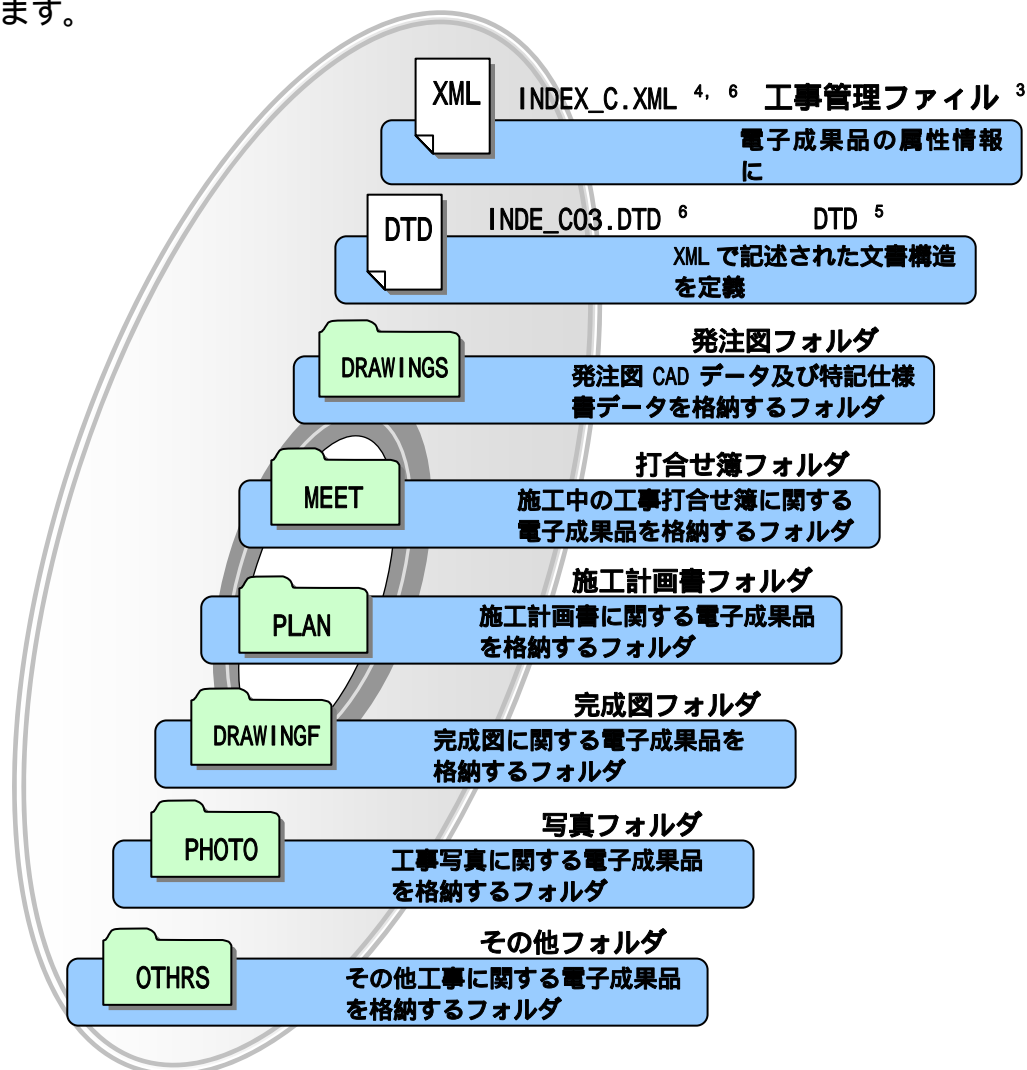 ます。
XML INDEX_C.XML 4, 6 工事管理ファィル 3
電子成果品の属性情報
に
DTD INDE_C03.DTD 6 DTD 5
XML で記述された文書構造
を定義
発注図フォルダ
DRAWINGS 発注図 CAD データ及び特記仕様
書データを格納するフォルダ
打合せ簿フォルダ
MEET 施工中の工事打合せ簿に関する
電子成果品を格納するフォルダ
施工計画書フォルダ
PLAN 施工計画書に関する電子成果品
を格納するフォルダ
完成図フォルダ
DRAWINGF 完成図に関する電子成果品を
格納するフォルダ
写真フォルダ
PHOTO 工事写真に関する電子成果品
を格納するフォルダ
その他フォルダ
OTHRS その他工事に関する電子成果品
を格納するフォルダ